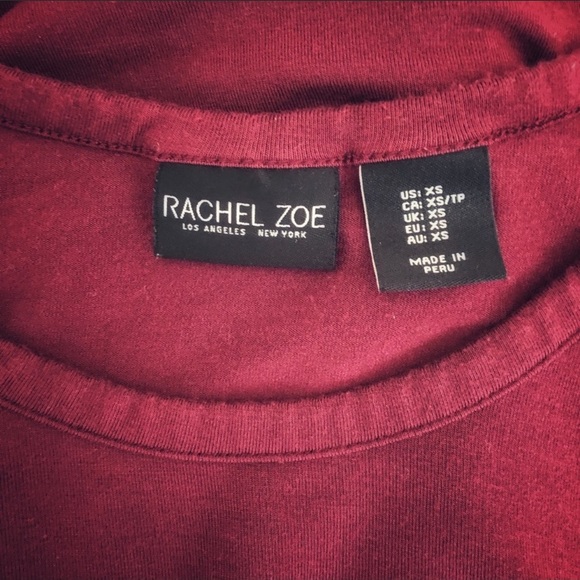 RACHEL ZOE
LOS ANGELES NEW YORK
US: XS
CA: XS/TP
UK: XS
EU: XS
AU: XS
MADE IN
PERU